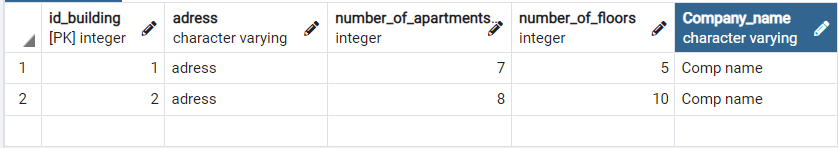 id_building adress number_of_apartments... number_of_floors Company_name
[PK] integer character varying integer integer character varying
1 1 adress 7 5 Comp name
2 2 adress 8 10 Comp name